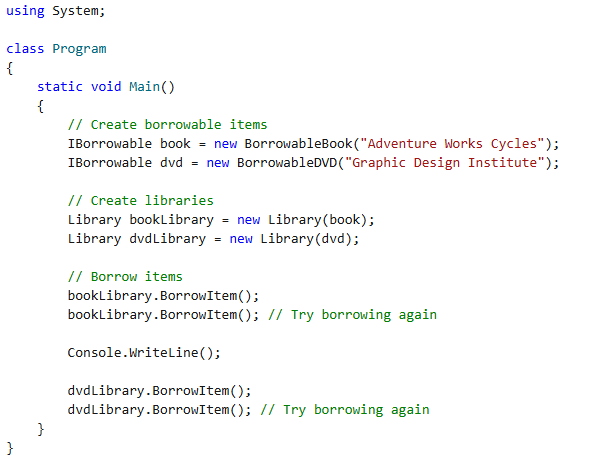 using System;

class Program
{
    static void Main()
    {
        // Create borrowable items
        IBorrowable book = new BorrowableBook("Adventure Works Cycles");
        IBorrowable dvd = new BorrowableDVD("Graphic Design Institute");

        // Create libraries
        Library bookLibrary = new Library(book);
        Library dvdLibrary = new Library(dvd);

        // Borrow items
        bookLibrary.BorrowItem();
        bookLibrary.BorrowItem(); // Try borrowing again

        Console.WriteLine();

        dvdLibrary.BorrowItem();
        dvdLibrary.BorrowItem(); // Try borrowing again
    }
}